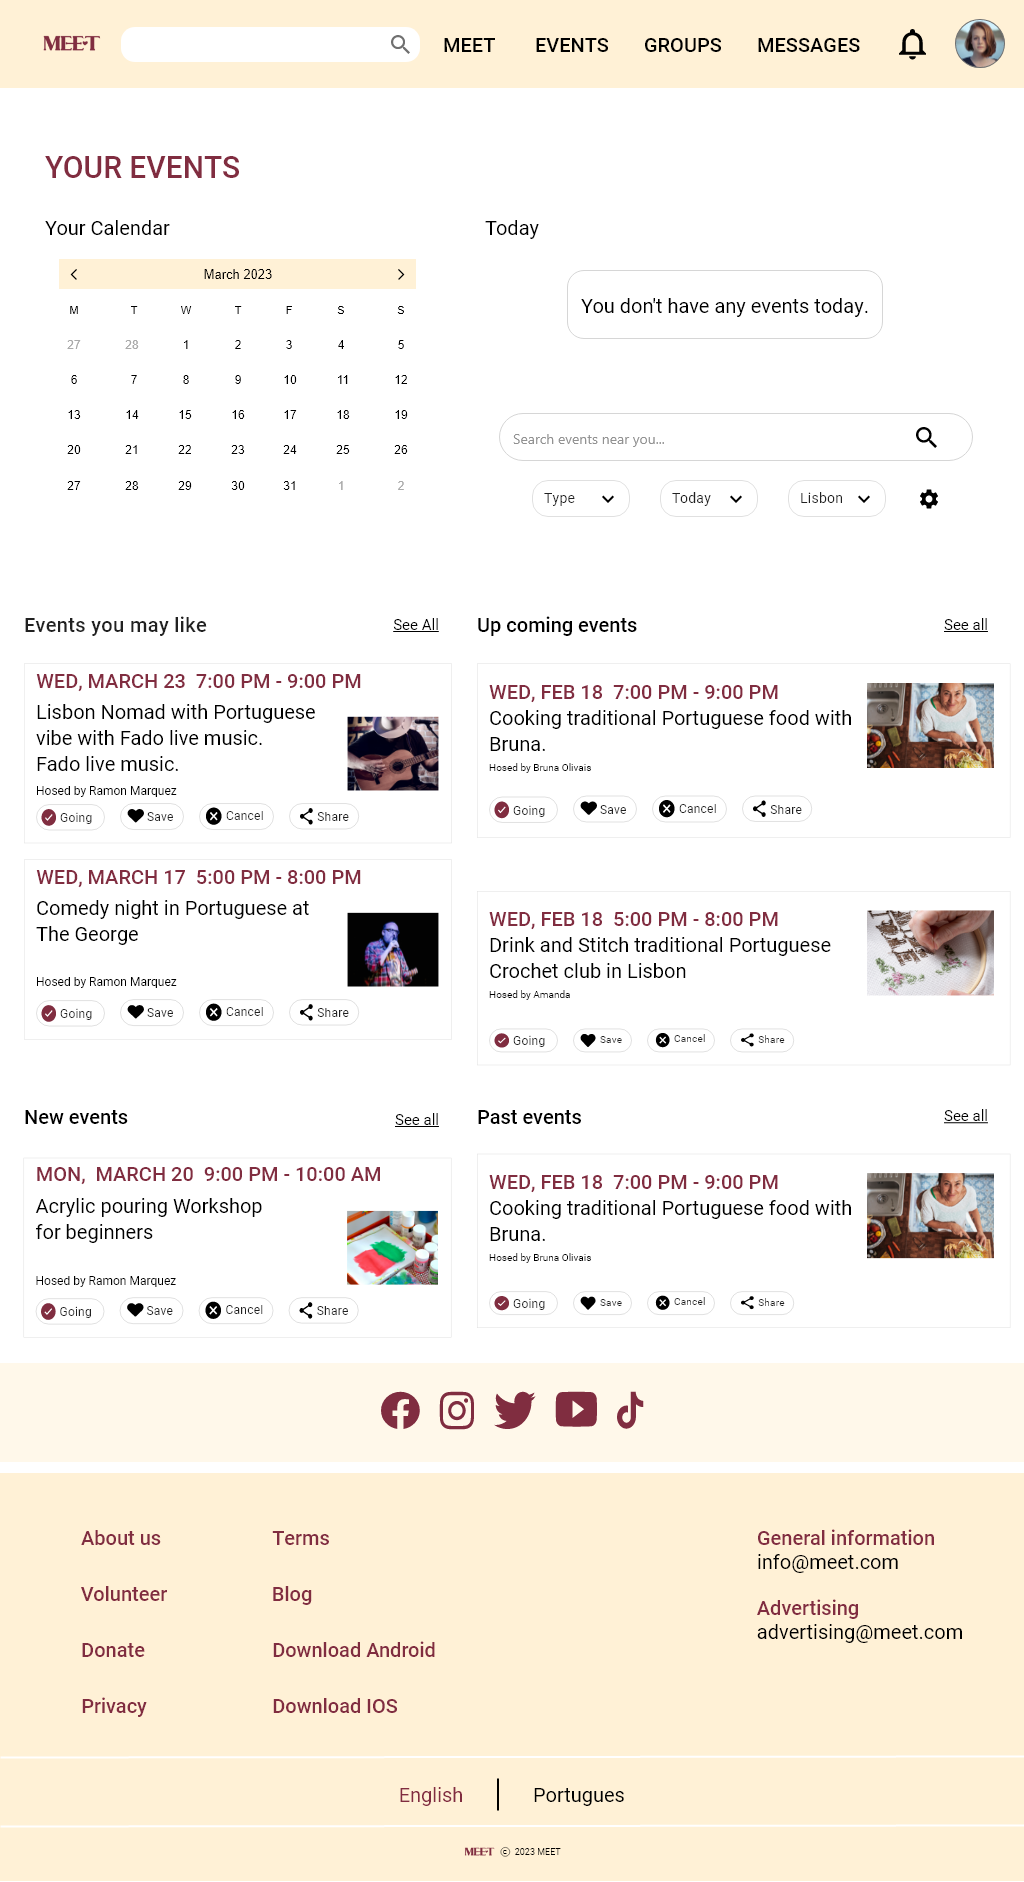 MEET
MEET
EVENTS
GROUPS
MESSAGES
YOUR EVENTS
Your Calendar
March 2023
M T W T F S S
27 28 1 2 3 4 5
6 7 8 9 10 11 12
13 14 15 16 17 18 19
20 21 22 23 24 25 26
27 28 29 30 31 1 2
Today
You don't have any events today.
Search events near you...
Type
Today
Lisbon
Events you may like
See All
WED, MARCH 23 7:00 PM - 9:00 PM
Lisbon Nomad with Portuguese
vibe with Fado live music.
Fado live music.
Hosed by Ramon Marquez
Going
Save
Cancel
Share
WED, MARCH 17 5:00 PM - 8:00 PM
Comedy night in Portuguese at
The George
Hosed by Ramon Marquez
Going
Save
Cancel
Share
Up coming events
See all
WED, FEB 18 7:00 PM - 9:00 PM
Cooking traditional Portuguese food with
Bruna.
Hosed by Bruna Olivais
Going
Save
Cancel
Share
WED, FEB 18 5:00 PM - 8:00 PM
Drink and Stitch traditional Portuguese
Crochet club in Lisbon
Hosed by Amanda
Going
Save
Cancel
Share
New events
See all
MON, MARCH 20 9:00 PM - 10:00 AM
Acrylic pouring Workshop
for beginners
Hosed by Ramon Marquez
Going
Save
Cancel
Share
Past events
See all
WED, FEB 18 7:00 PM - 9:00 PM
Cooking traditional Portuguese food with
Bruna.
Hosed by Bruna Olivais
Going
Save
Cancel
Share
About us
Volunteer
Donate
Privacy
Terms
Blog
Download Android
Download IOS
General information
info@meet.com
Advertising
advertising@meet.com
English
Portugues
MEET © 2023 MEET